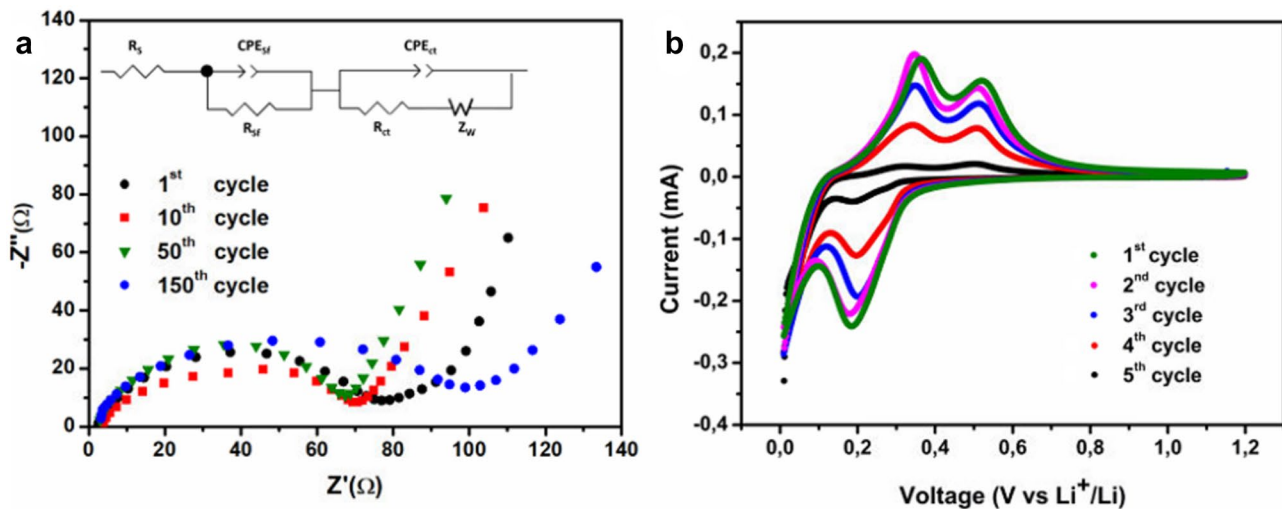 a
140
120
100
80
60
40
20
0
-Z''(Ω)
R_S
CPE_Sf
CPE_ct
R_Sf
R_ct
Z_W
1st cycle
10th cycle
50th cycle
150th cycle
0 20 40 60 80 100 120 140
Z'(Ω)
b
0,2
0,1
0,0
-0,1
-0,2
-0,3
-0,4
Current (mA)
1st cycle
2nd cycle
3rd cycle
4th cycle
5th cycle
0,0 0,2 0,4 0,6 0,8 1,0 1,2
Voltage (V vs Li+/Li)